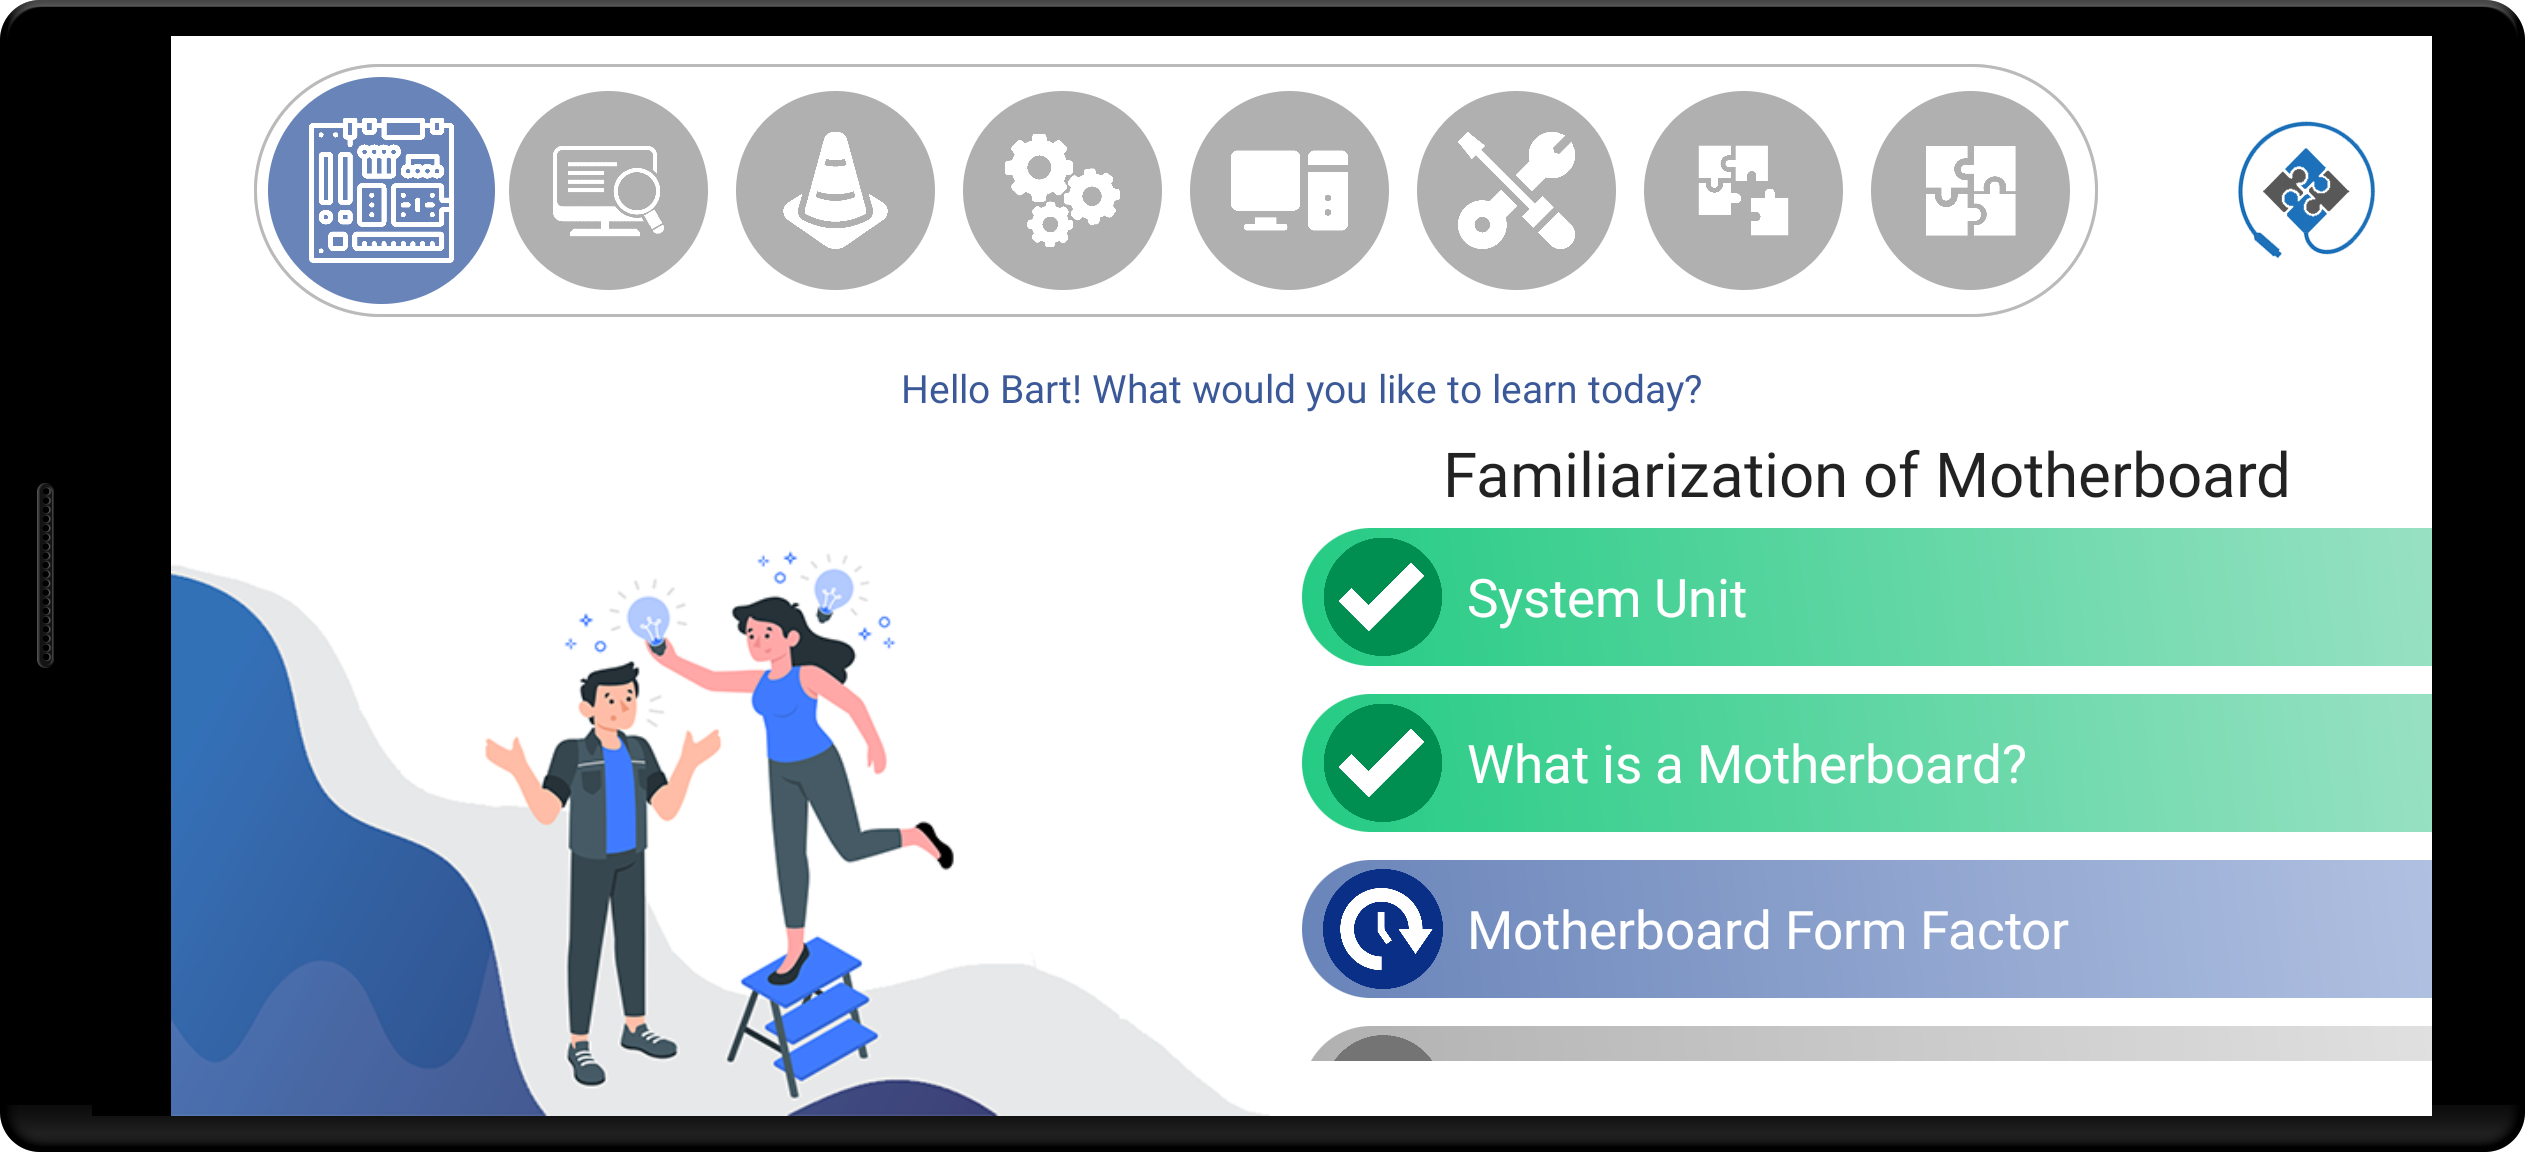 Hello Bart! What would you like to learn today?
Familiarization of Motherboard
System Unit
What is a Motherboard?
Motherboard Form Factor